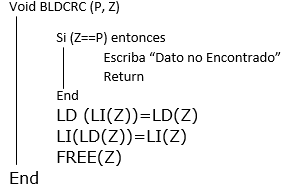 Void BLDCRC (P, Z)
Si (Z==P) entonces
Escriba “Dato no Encontrado”
Return
End
LD (LI(Z))=LD(Z)
LI(LD(Z))=LI(Z)
FREE(Z)
End